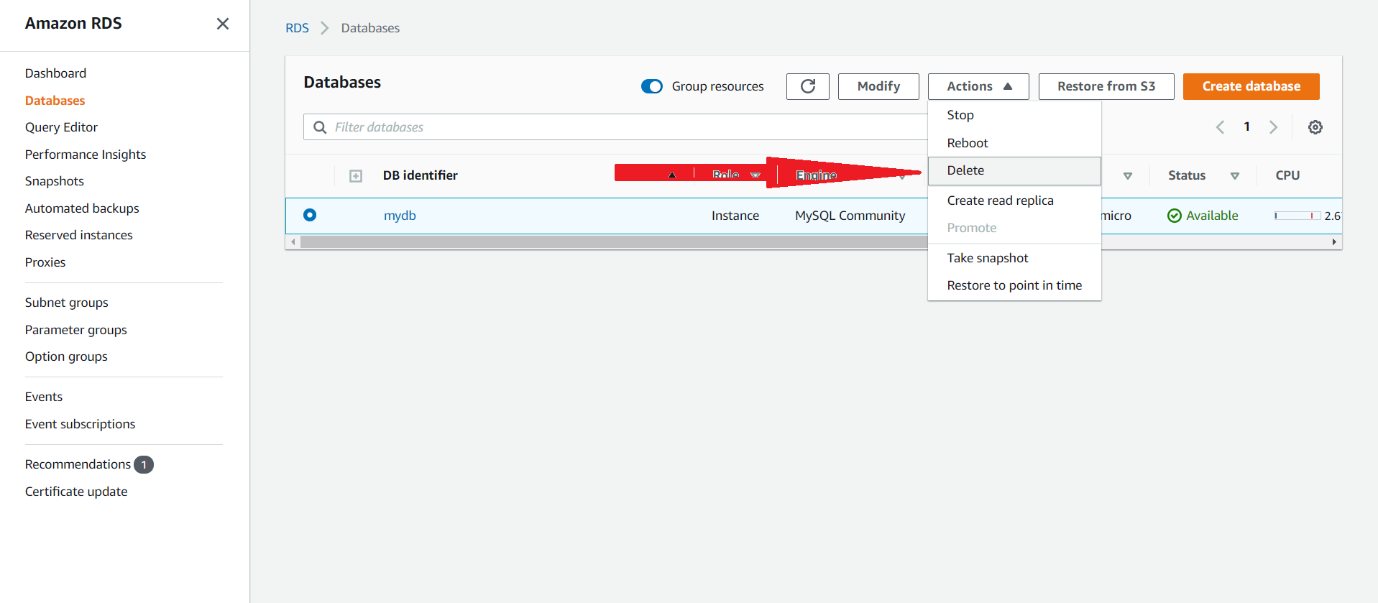 Amazon RDS
Dashboard
Databases
Query Editor
Performance Insights
Snapshots
Automated backups
Reserved instances
Proxies
Subnet groups
Parameter groups
Option groups
Events
Event subscriptions
Recommendations 1
Certificate update
RDS Databases
Databases Group resources Modify Actions Restore from S3 Create database
Filter databases 1
DB identifier Role Engine Status CPU
mydb Instance MySQL Community micro Available 2.6
Stop
Reboot
Delete
Create read replica
Promote
Take snapshot
Restore to point in time